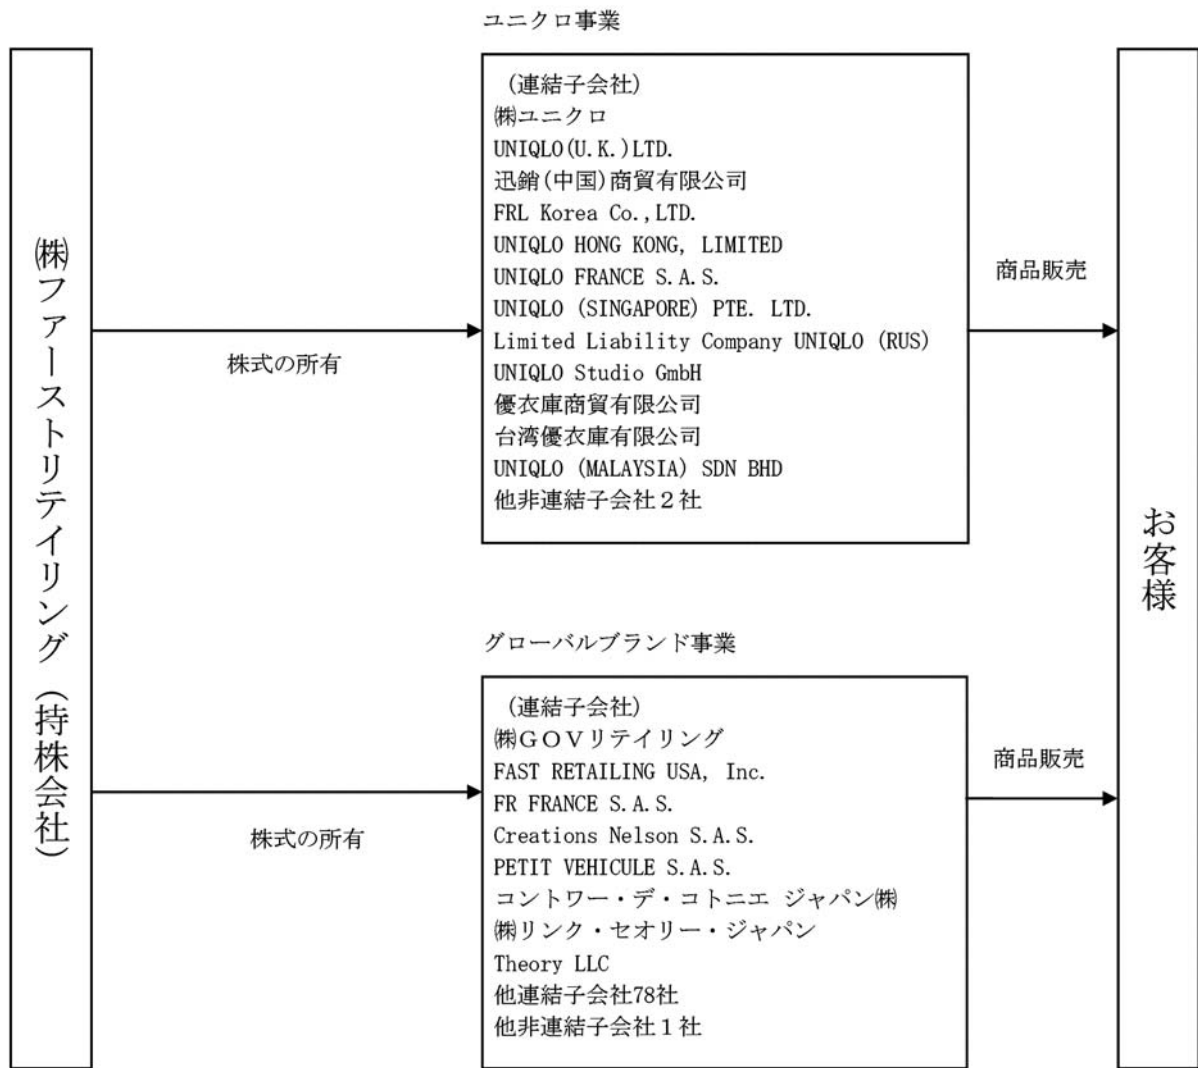 ㈱ファーストリテイリング（持株会社）
株式の所有
株式の所有
ユニクロ事業
（連結子会社）
㈱ユニクロ
UNIQLO(U.K.)LTD.
迅銷(中国)商貿有限公司
FRL Korea Co.,LTD.
UNIQLO HONG KONG, LIMITED
UNIQLO FRANCE S.A.S.
UNIQLO (SINGAPORE) PTE. LTD.
Limited Liability Company UNIQLO (RUS)
UNIQLO Studio GmbH
優衣庫商貿有限公司
台湾優衣庫有限公司
UNIQLO (MALAYSIA) SDN BHD
他非連結子会社２社
グローバルブランド事業
（連結子会社）
㈱ＧＯＶリテイリング
FAST RETAILING USA, Inc.
FR FRANCE S.A.S.
Creations Nelson S.A.S.
PETIT VEHICULE S.A.S.
コントワー・デ・コトニエ ジャパン㈱
㈱リンク・セオリー・ジャパン
Theory LLC
他連結子会社78社
他非連結子会社１社
商品販売
商品販売
お客様